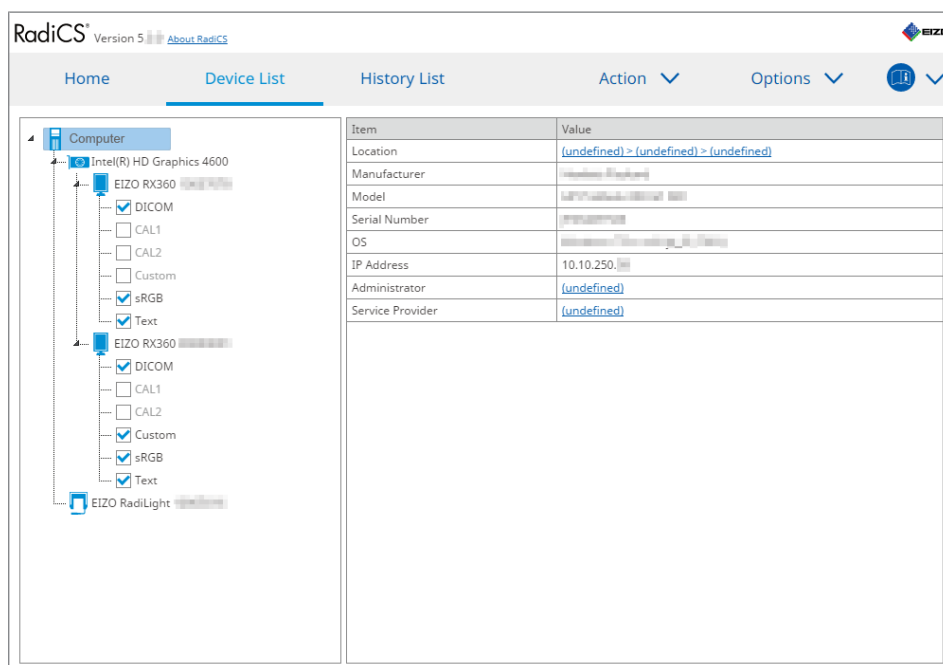 RadiCS® Version 5. About RadiCS
EIZ
Home Device List History List Action Options
Computer
Intel(R) HD Graphics 4600
EIZO RX360
DICOM
CAL1
CAL2
Custom
sRGB
Text
EIZO RX360
DICOM
CAL1
CAL2
Custom
sRGB
Text
EIZO RadiLight
Item Value
Location (undefined) > (undefined) > (undefined)
Manufacturer
Model
Serial Number
OS
IP Address 10.10.250.
Administrator (undefined)
Service Provider (undefined)